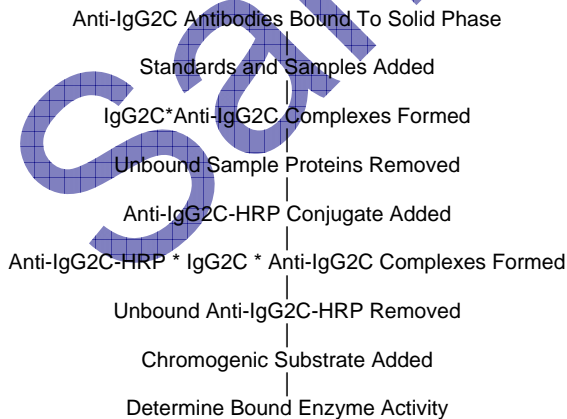 Anti-IgG2C Antibodies Bound To Solid Phase
Standards and Samples Added
IgG2C*Anti-IgG2C Complexes Formed
Unbound Sample Proteins Removed
Anti-IgG2C-HRP Conjugate Added
Anti-IgG2C-HRP * IgG2C * Anti-IgG2C Complexes Formed
Unbound Anti-IgG2C-HRP Removed
Chromogenic Substrate Added
Determine Bound Enzyme Activity